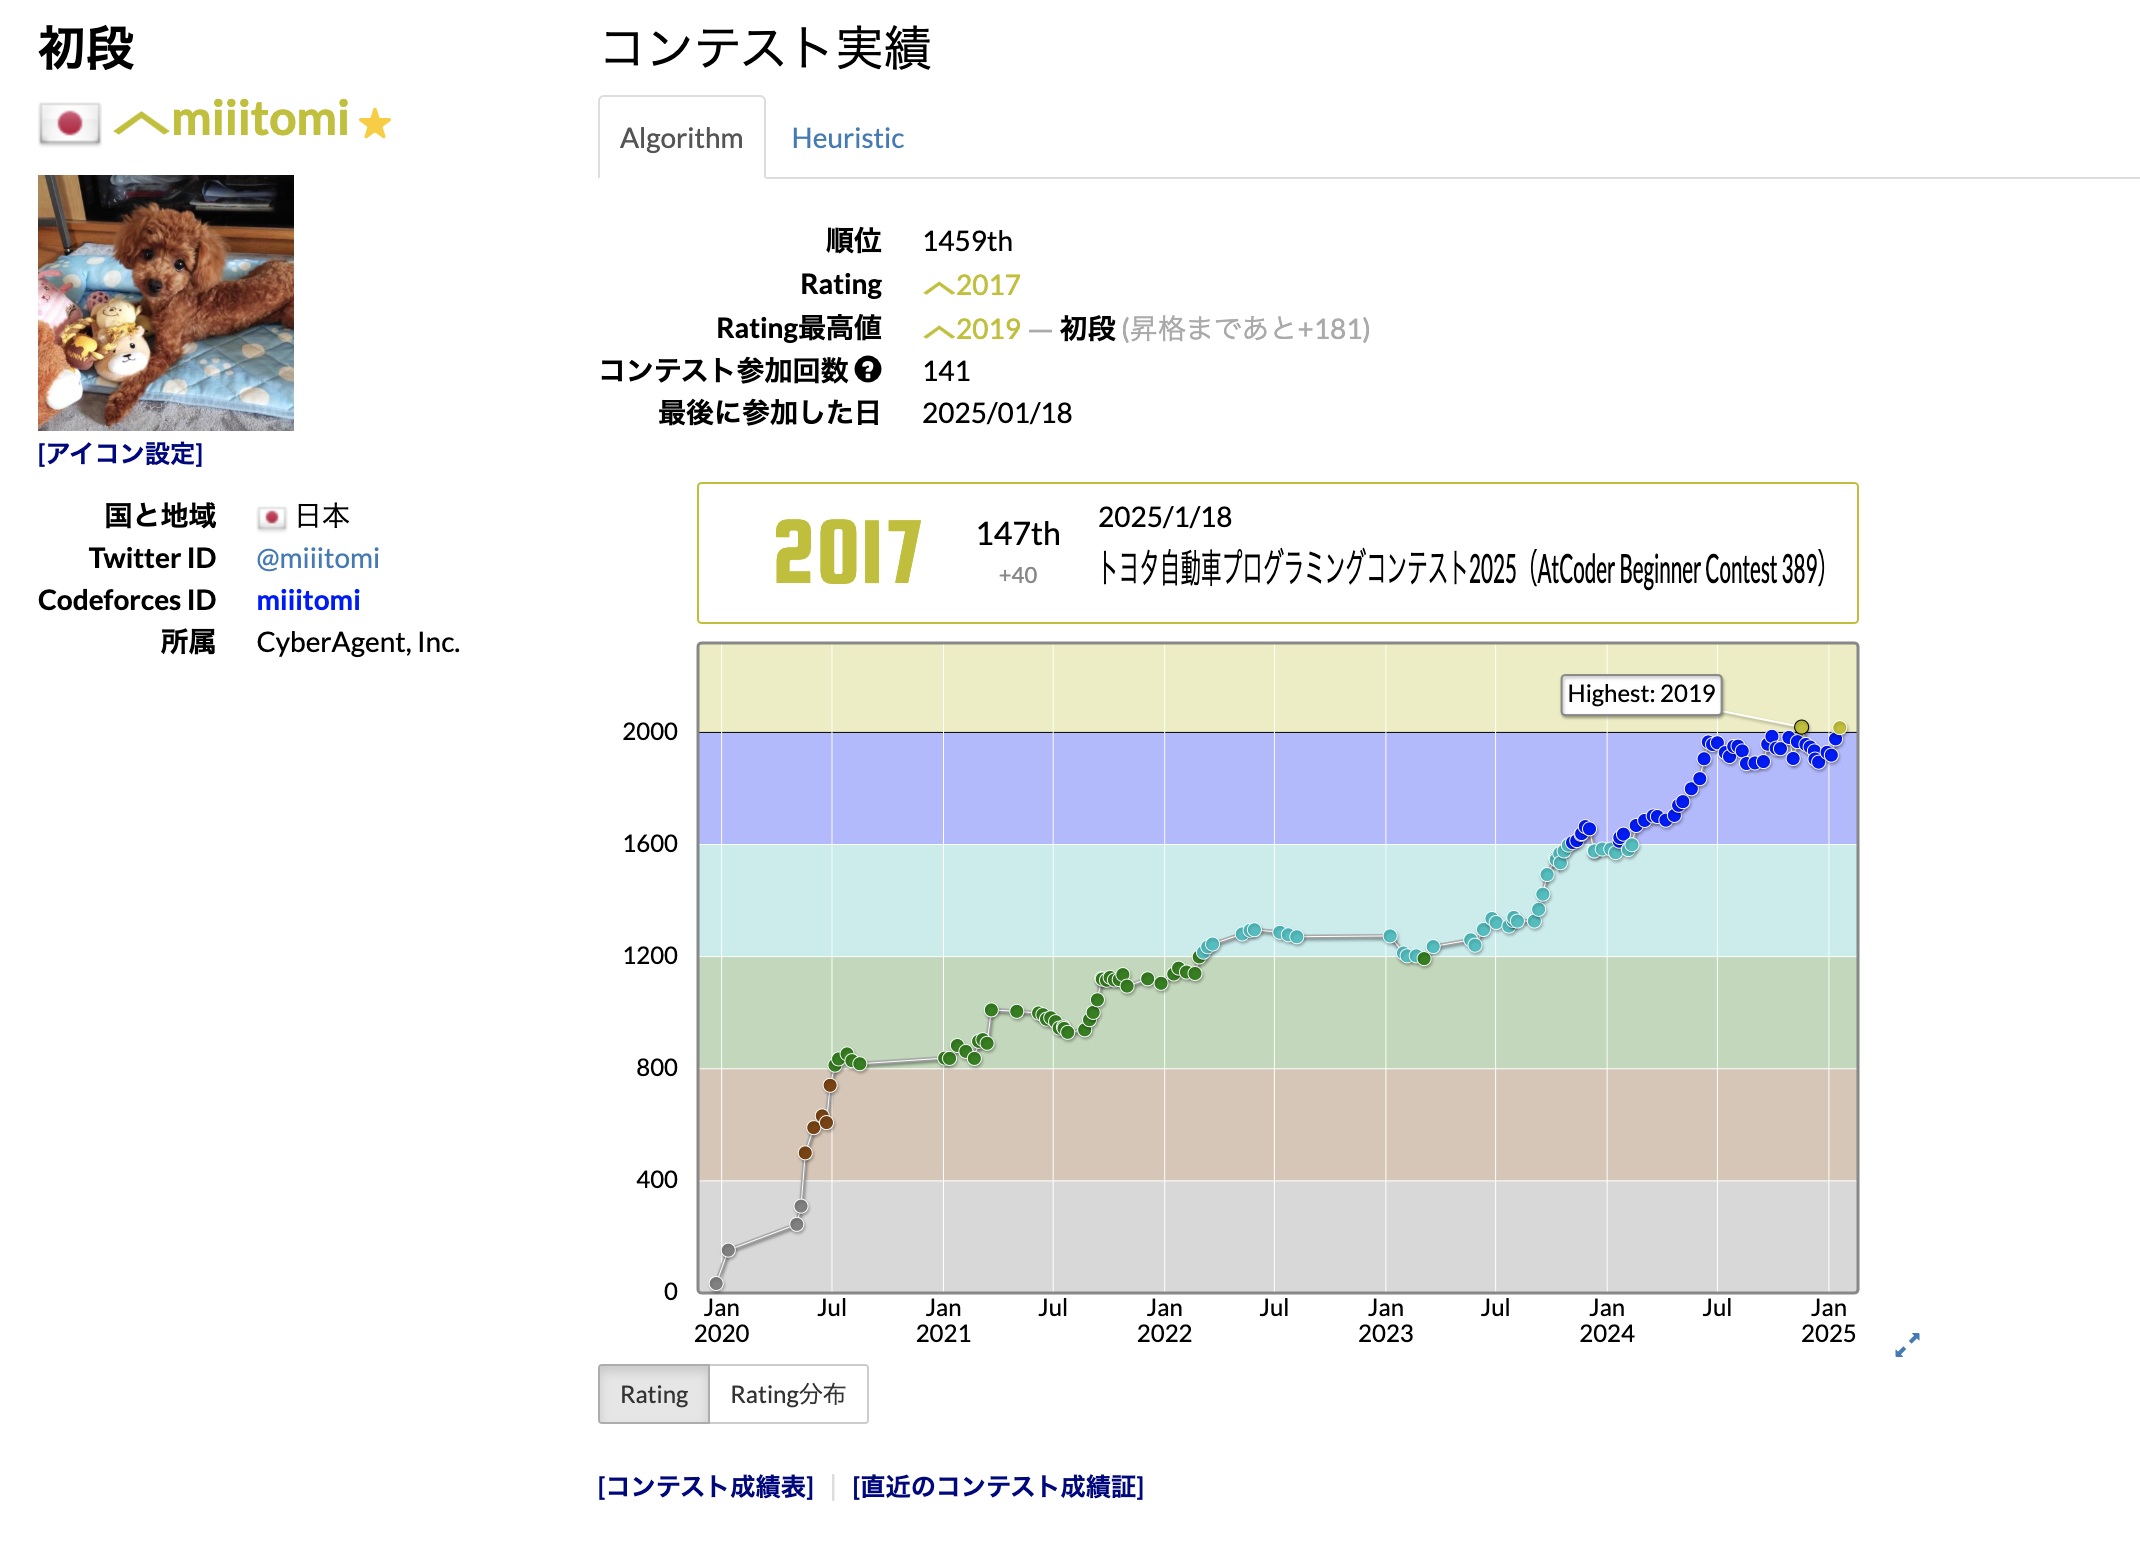 初段
miiitomi
[アイコン設定]
国と地域 日本
Twitter ID @miiitomi
Codeforces ID miiitomi
所属 CyberAgent, Inc.
コンテスト実績
Algorithm Heuristic
順位 1459th
Rating 2017
Rating最高値 2019 ― 初段 (昇格まであと+181)
コンテスト参加回数 ? 141
最後に参加した日 2025/01/18
2017 147th +40
2025/1/18
トヨタ自動車プログラミングコンテスト2025（AtCoder Beginner Contest 389）
Highest: 2019
2000
1600
1200
800
400
0
Jan Jul Jan Jul Jan Jul Jan Jul Jan Jul Jan
2020 2021 2022 2023 2024 2025
Rating Rating分布
[コンテスト成績表] | [直近のコンテスト成績証]